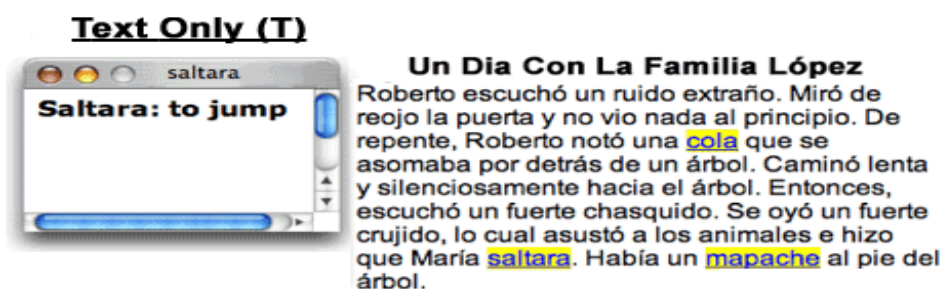 Text Only (T)
saltara
Saltara: to jump
Un Dia Con La Familia López
Roberto escuchó un ruido extraño. Miró de
reojo la puerta y no vio nada al principio. De
repente, Roberto notó una cola que se
asomaba por detrás de un árbol. Caminó lenta
y silenciosamente hacia el árbol. Entonces,
escuchó un fuerte chasquido. Se oyó un fuerte
crujido, lo cual asustó a los animales e hizo
que María saltara. Había un mapache al pie del
árbol.